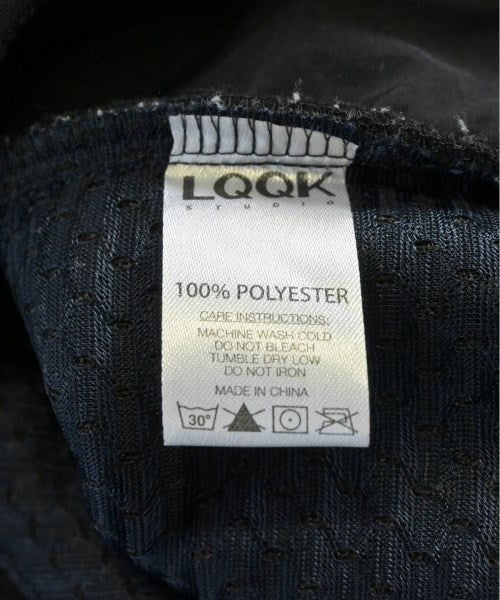 LQQK
STUDIO
100% POLYESTER
CARE INSTRUCTIONS:
MACHINE WASH COLD
DO NOT BLEACH
TUMBLE DRY LOW
DO NOT IRON
MADE IN CHINA
30°